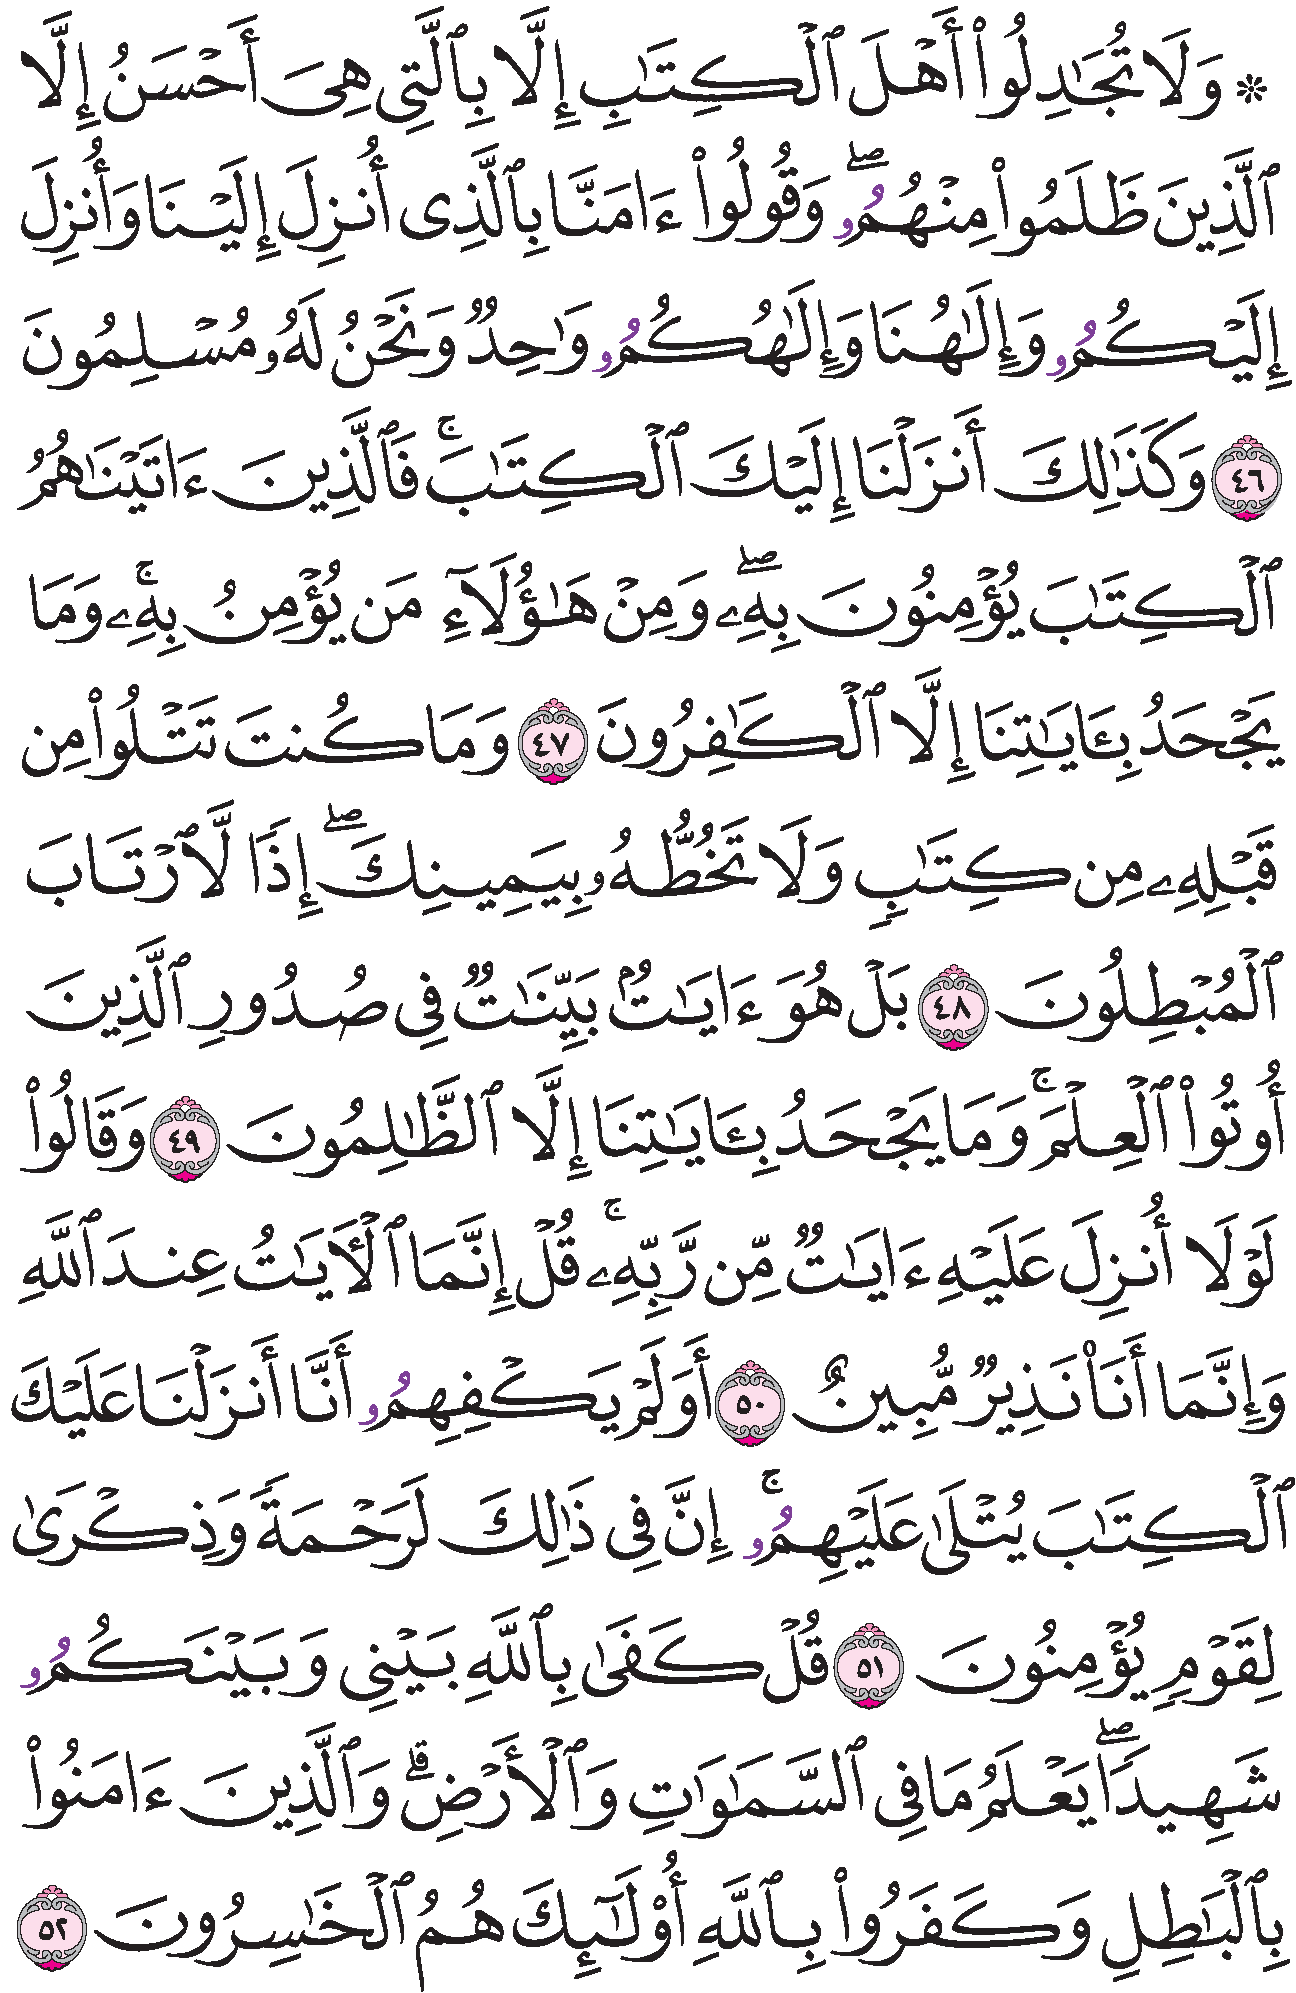 ۞ وَلَا تُجَٰدِلُوٓا۟ أَهْلَ ٱلْكِتَٰبِ إِلَّا بِٱلَّتِى هِىَ أَحْسَنُ إِلَّا
ٱلَّذِينَ ظَلَمُوا۟ مِنْهُمُۥ ۖ وَقُولُوٓا۟ ءَامَنَّا بِٱلَّذِىٓ أُنزِلَ إِلَيْنَا وَأُنزِلَ
إِلَيْكُمُۥ وَإِلَٰهُنَا وَإِلَٰهُكُمُۥ وَٰحِدٌ وَنَحْنُ لَهُۥ مُسْلِمُونَ
٤٦ وَكَذَٰلِكَ أَنزَلْنَا إِلَيْكَ ٱلْكِتَٰبَ ۚ فَٱلَّذِينَ ءَاتَيْنَٰهُمُ
ٱلْكِتَٰبَ يُؤْمِنُونَ بِهِۦ ۖ وَمِنْ هَٰٓؤُلَآءِ مَن يُؤْمِنُ بِهِۦ ۚ وَمَا
يَجْحَدُ بِـَٔايَٰتِنَا إِلَّا ٱلْكَٰفِرُونَ ٤٧ وَمَا كُنتَ تَتْلُوا۟ مِن
قَبْلِهِۦ مِن كِتَٰبٍ وَلَا تَخُطُّهُۥ بِيَمِينِكَ ۖ إِذًا لَّٱرْتَابَ
ٱلْمُبْطِلُونَ ٤٨ بَلْ هُوَ ءَايَٰتٌۢ بَيِّنَٰتٌ فِى صُدُورِ ٱلَّذِينَ
أُوتُوا۟ ٱلْعِلْمَ ۚ وَمَا يَجْحَدُ بِـَٔايَٰتِنَا إِلَّا ٱلظَّٰلِمُونَ ٤٩ وَقَالُوا۟
لَوْلَا أُنزِلَ عَلَيْهِ ءَايَٰتٌ مِّن رَّبِّهِۦ ۚ قُلْ إِنَّمَا ٱلْـَٔايَٰتُ عِندَ ٱللَّهِ
وَإِنَّمَا أَنَا۠ نَذِيرٌ مُّبِينٌ ٥٠ أَوَلَمْ يَكْفِهِمُۥ أَنَّا أَنزَلْنَا عَلَيْكَ
ٱلْكِتَٰبَ يُتْلَىٰ عَلَيْهِمُۥ ۚ إِنَّ فِى ذَٰلِكَ لَرَحْمَةً وَذِكْرَىٰ
لِقَوْمٍ يُؤْمِنُونَ ٥١ قُلْ كَفَىٰ بِٱللَّهِ بَيْنِى وَبَيْنَكُمُۥ
شَهِيدًا ۖ يَعْلَمُ مَا فِى ٱلسَّمَٰوَٰتِ وَٱلْأَرْضِ ۗ وَٱلَّذِينَ ءَامَنُوا۟
بِٱلْبَٰطِلِ وَكَفَرُوا۟ بِٱللَّهِ أُو۟لَٰٓئِكَ هُمُ ٱلْخَٰسِرُونَ ٥٢